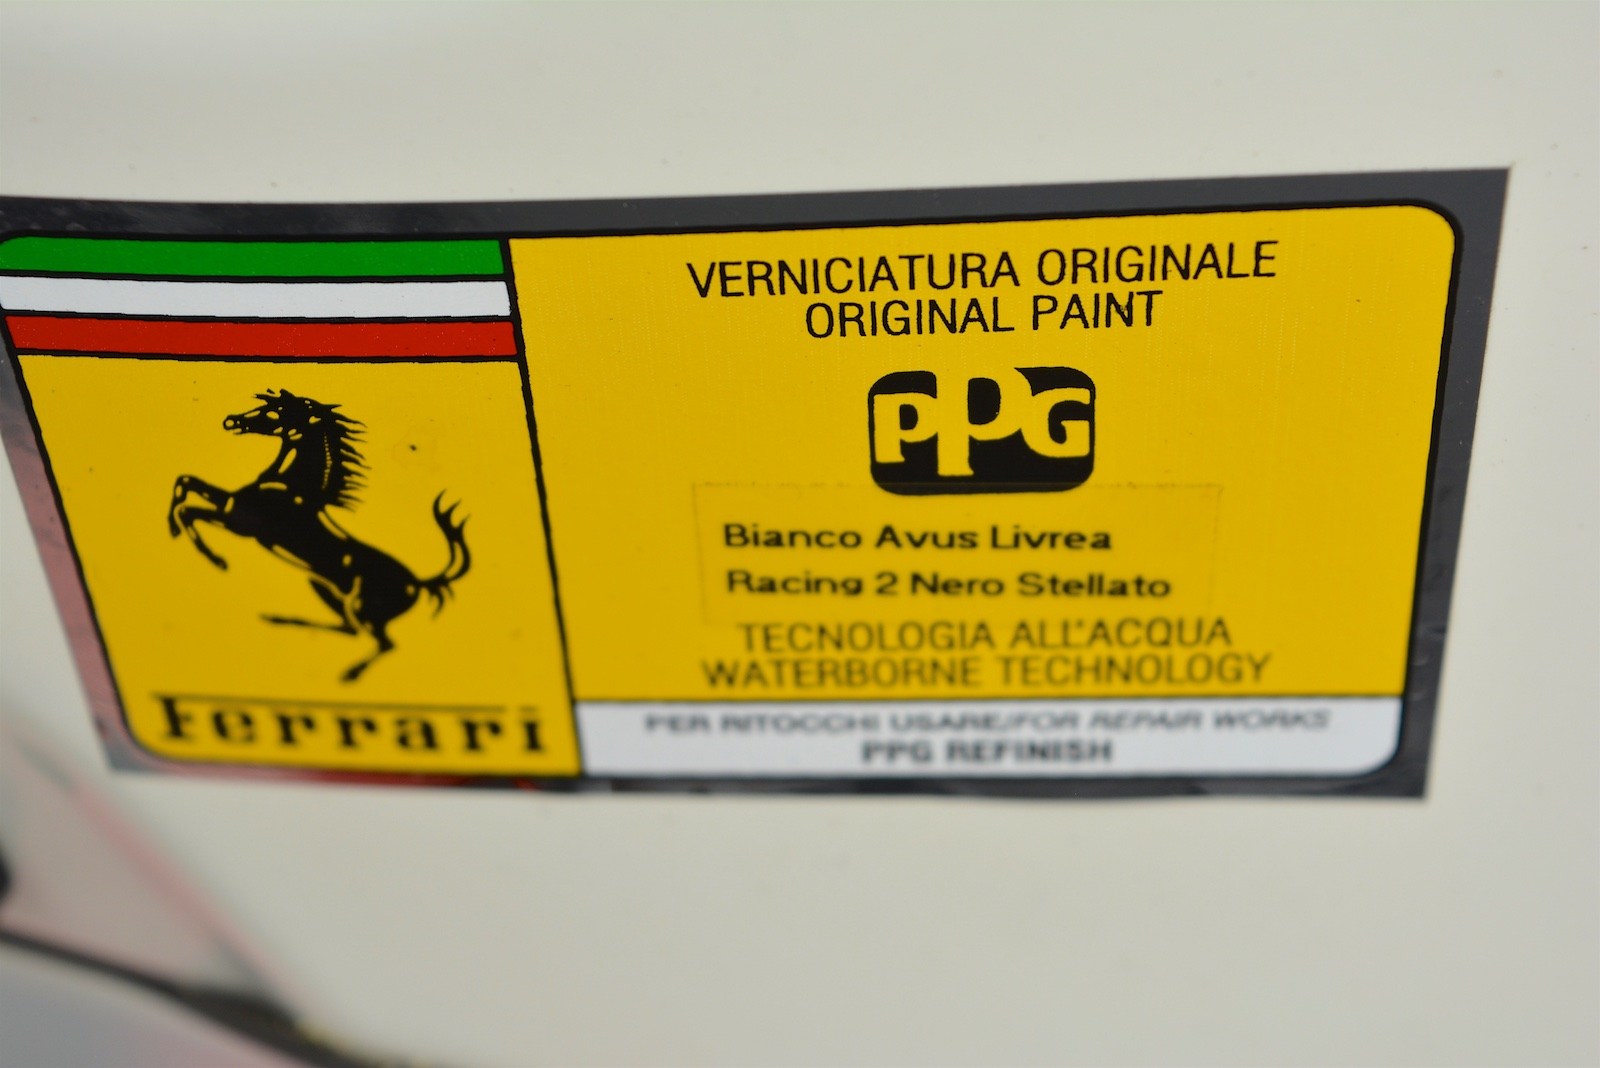 VERNICIATURA ORIGINALE
ORIGINAL PAINT
PPG
Bianco Avus Livrea
Racing 2 Nero Stellato
TECNOLOGIA ALL'ACQUA
WATERBORNE TECHNOLOGY
PER RITOCCHI USARE/FOR REPAIR WORKS
PPG REFINISH
Ferrari